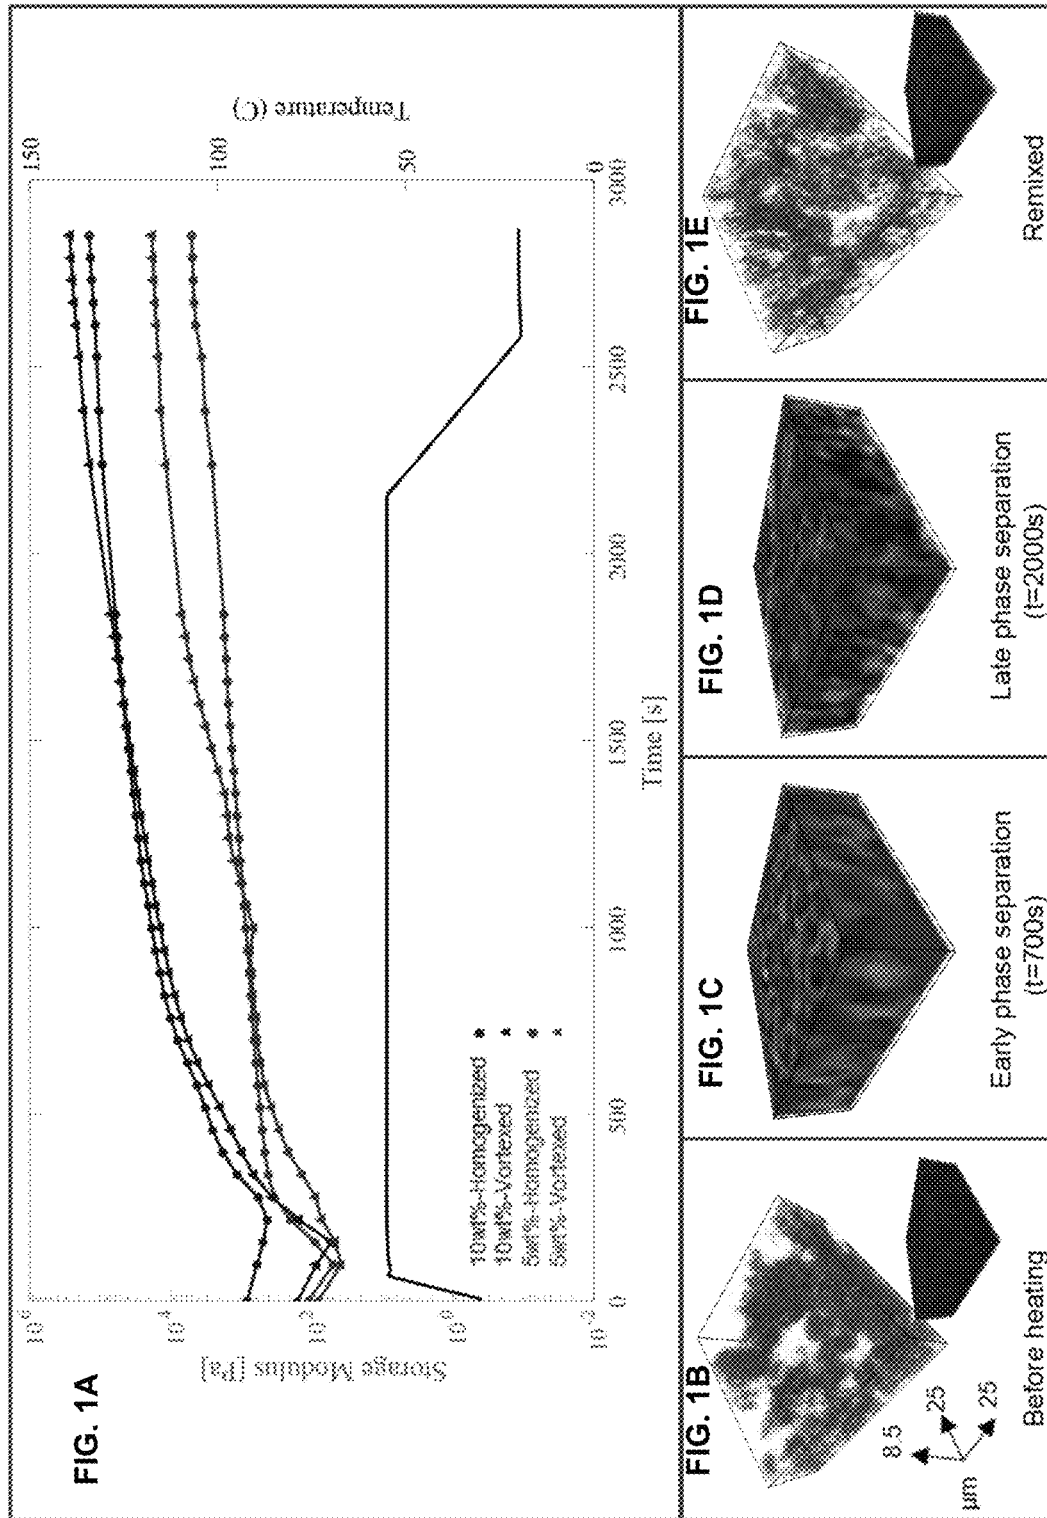 FIG. 1A
Storage Modulus [Pa]
10^6
10^4
10^2
10^0
10^-2
10wt%-Homogenized
10wt%-Vortexed
5wt%-Homogenized
5wt%-Vortexed
0
500
1000
1500
2000
2500
3000
Time [s]
150
100
50
0
Temperature (C)
FIG. 1B
8.5
25
25
µm
Before heating
FIG. 1C
Early phase separation
(t=700s)
FIG. 1D
Late phase separation
(t=2000s)
FIG. 1E
Remixed